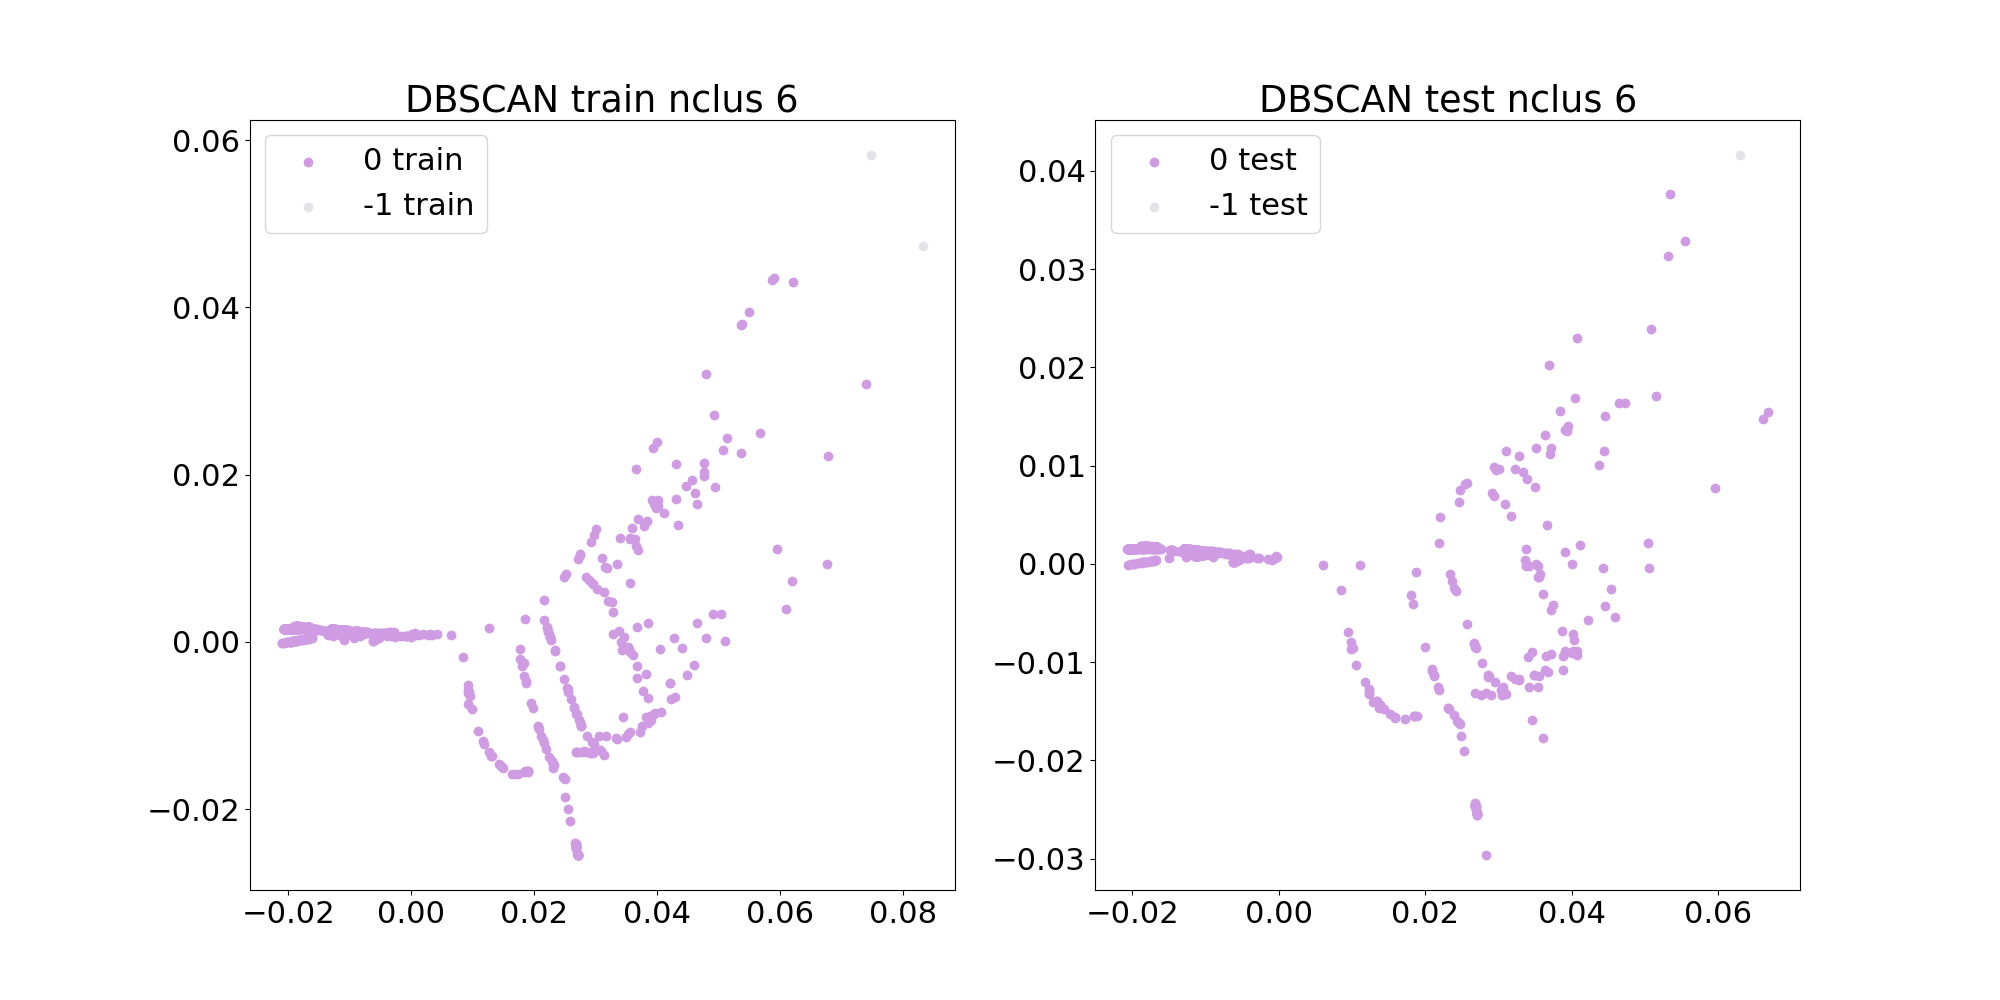 DBSCAN train nclus 6
0 train
-1 train
0.06
0.04
0.02
0.00
−0.02
−0.02 0.00 0.02 0.04 0.06 0.08
DBSCAN test nclus 6
0 test
-1 test
0.04
0.03
0.02
0.01
0.00
−0.01
−0.02
−0.03
−0.02 0.00 0.02 0.04 0.06